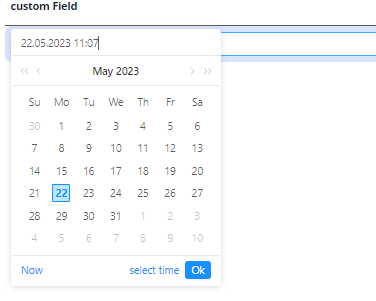 custom Field
22.05.2023 11:07
« ‹ May 2023 › »
Su Mo Tu We Th Fr Sa
30 1 2 3 4 5 6
7 8 9 10 11 12 13
14 15 16 17 18 19 20
21 22 23 24 25 26 27
28 29 30 31 1 2 3
4 5 6 7 8 9 10
Now select time Ok